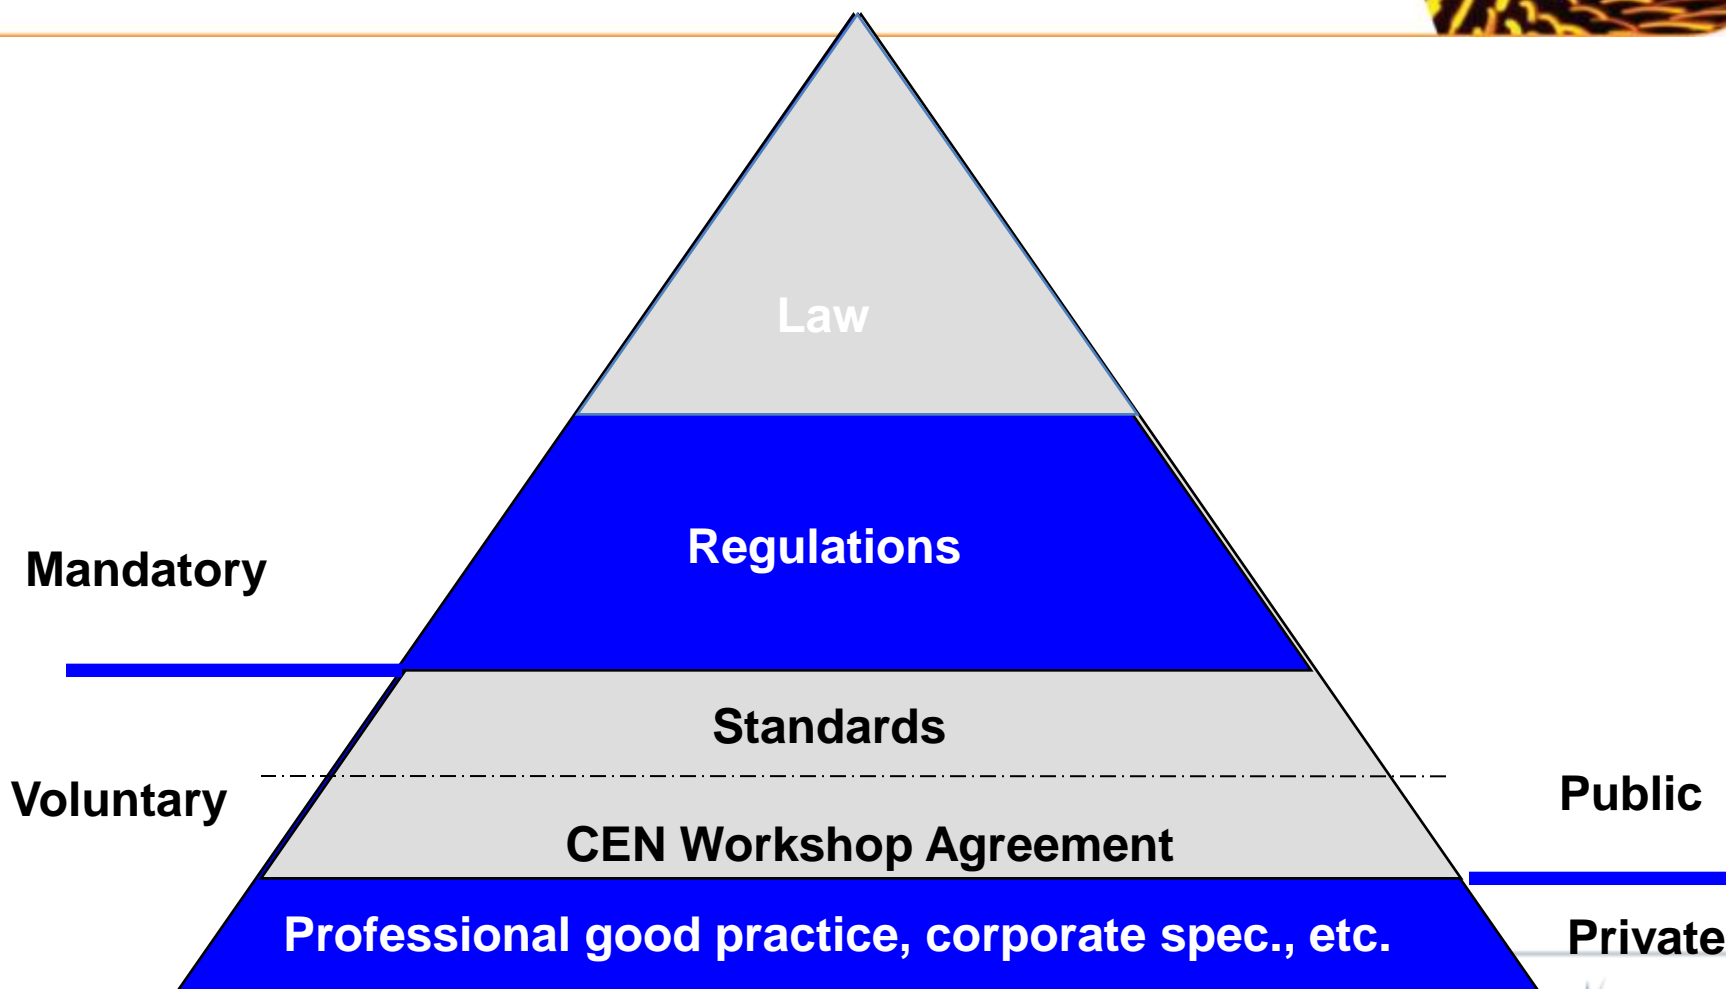 Law
Regulations
Mandatory
Standards
Voluntary
Public
CEN Workshop Agreement
Professional good practice, corporate spec., etc.
Private